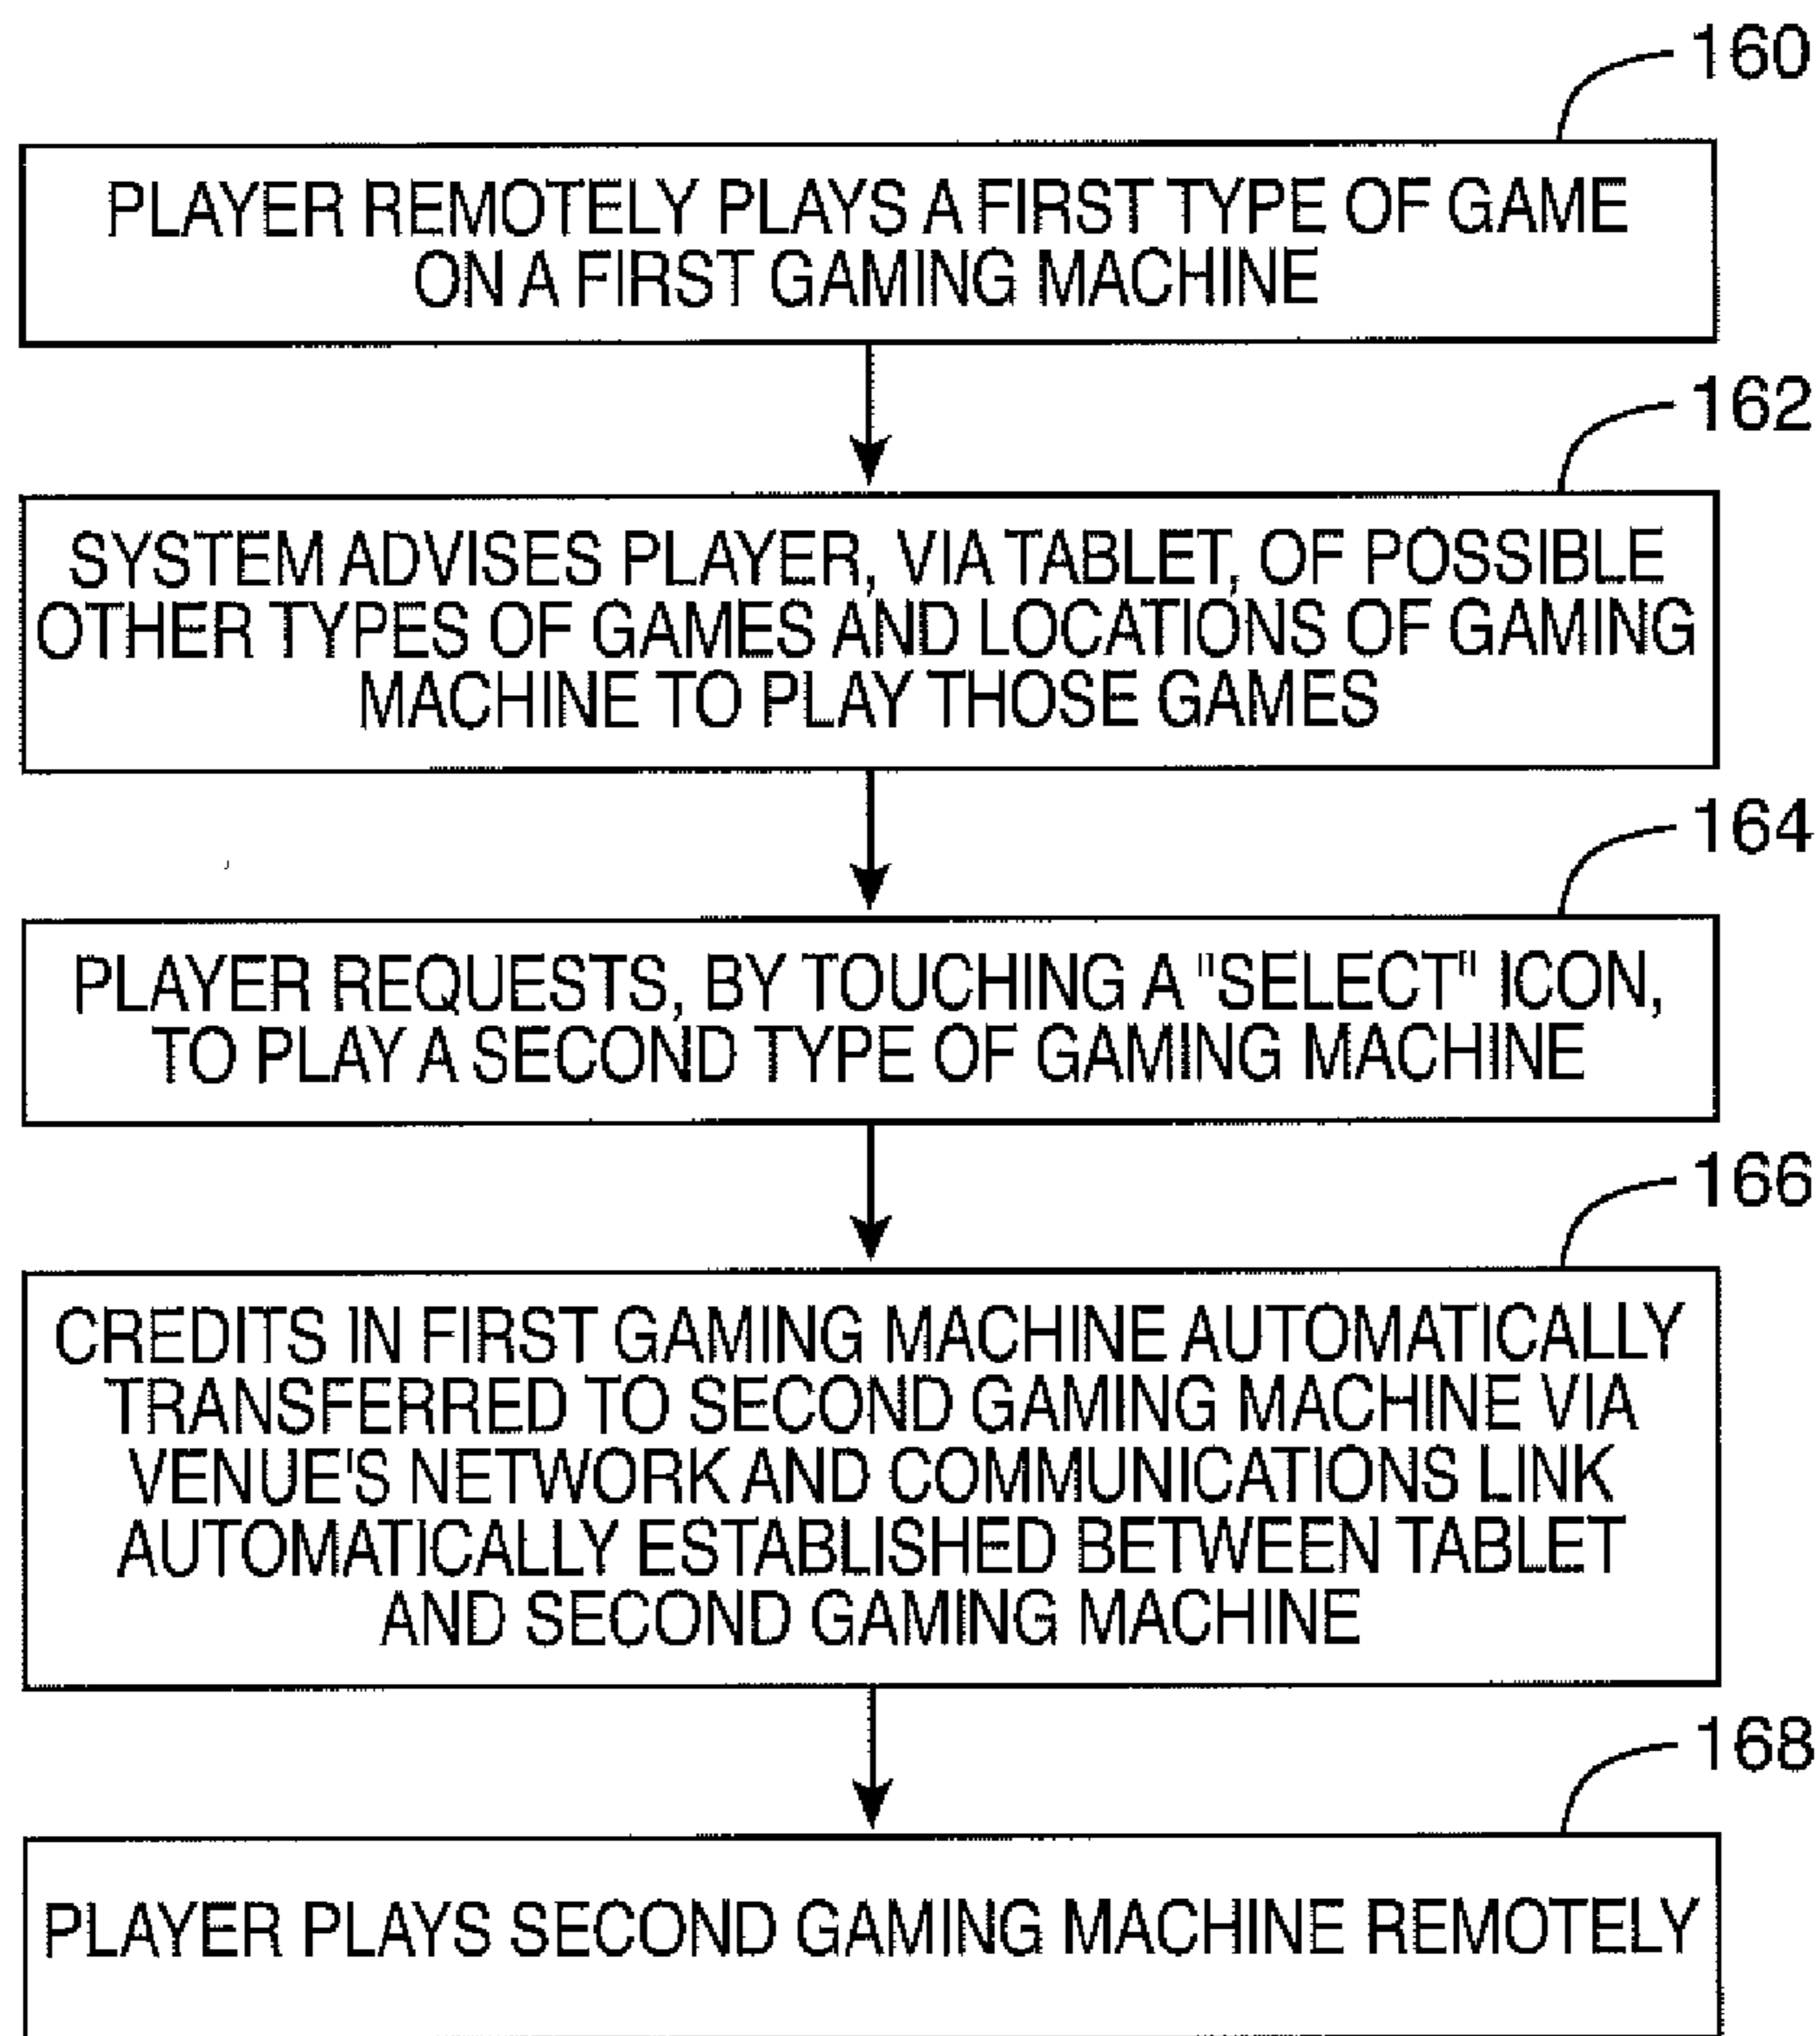 160
PLAYER REMOTELY PLAYS A FIRST TYPE OF GAME
ON A FIRST GAMING MACHINE
162
SYSTEM ADVISES PLAYER, VIA TABLET, OF POSSIBLE
OTHER TYPES OF GAMES AND LOCATIONS OF GAMING
MACHINE TO PLAY THOSE GAMES
164
PLAYER REQUESTS, BY TOUCHING A "SELECT" ICON,
TO PLAY A SECOND TYPE OF GAMING MACHINE
166
CREDITS IN FIRST GAMING MACHINE AUTOMATICALLY
TRANSFERRED TO SECOND GAMING MACHINE VIA
VENUE'S NETWORK AND COMMUNICATIONS LINK
AUTOMATICALLY ESTABLISHED BETWEEN TABLET
AND SECOND GAMING MACHINE
168
PLAYER PLAYS SECOND GAMING MACHINE REMOTELY